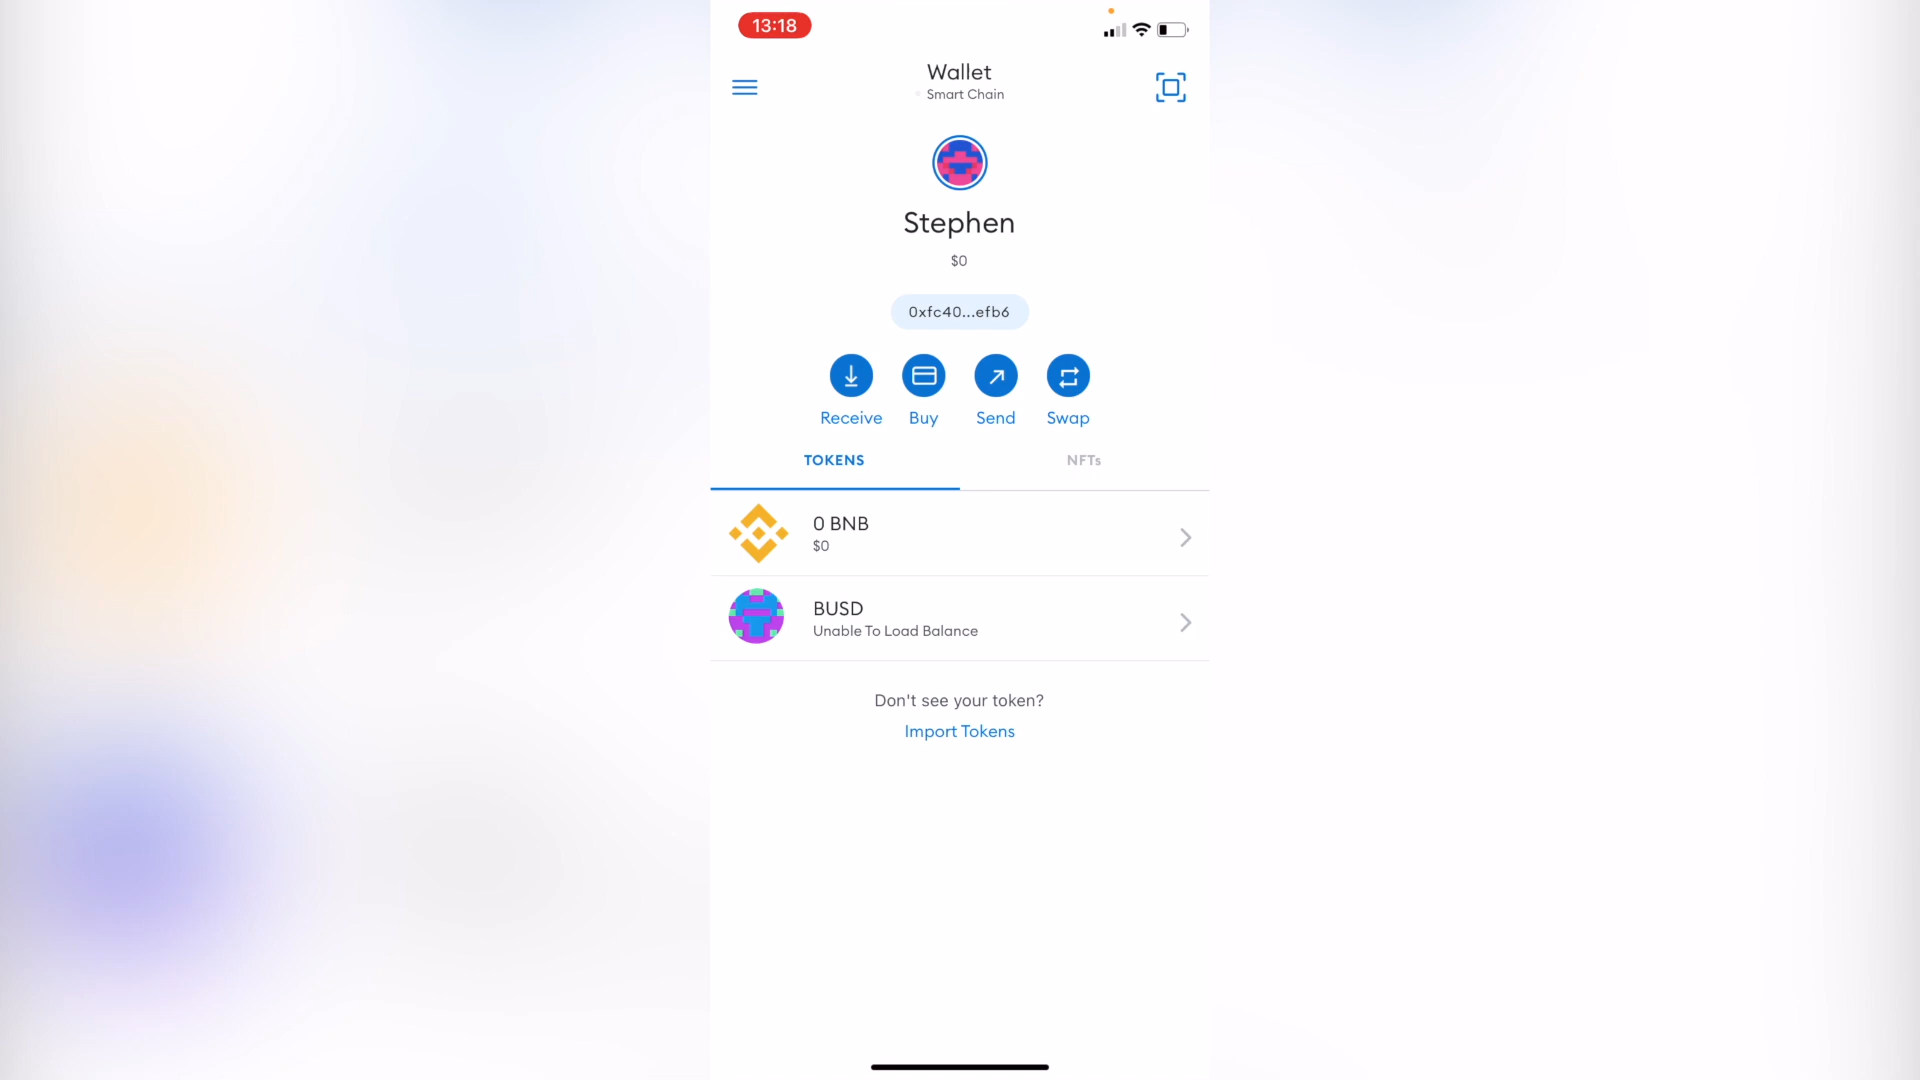 13:18
Wallet
Smart Chain
Stephen
$0
0xfc40...efb6
Receive
Buy
Send
Swap
TOKENS
NFTs
0 BNB
$0
BUSD
Unable To Load Balance
Don't see your token?
Import Tokens